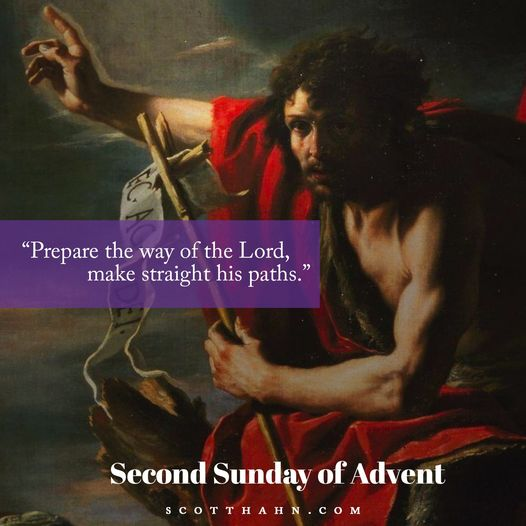 “Prepare the way of the Lord,
make straight his paths.”
Second Sunday of Advent
SCOTTHAHN.COM